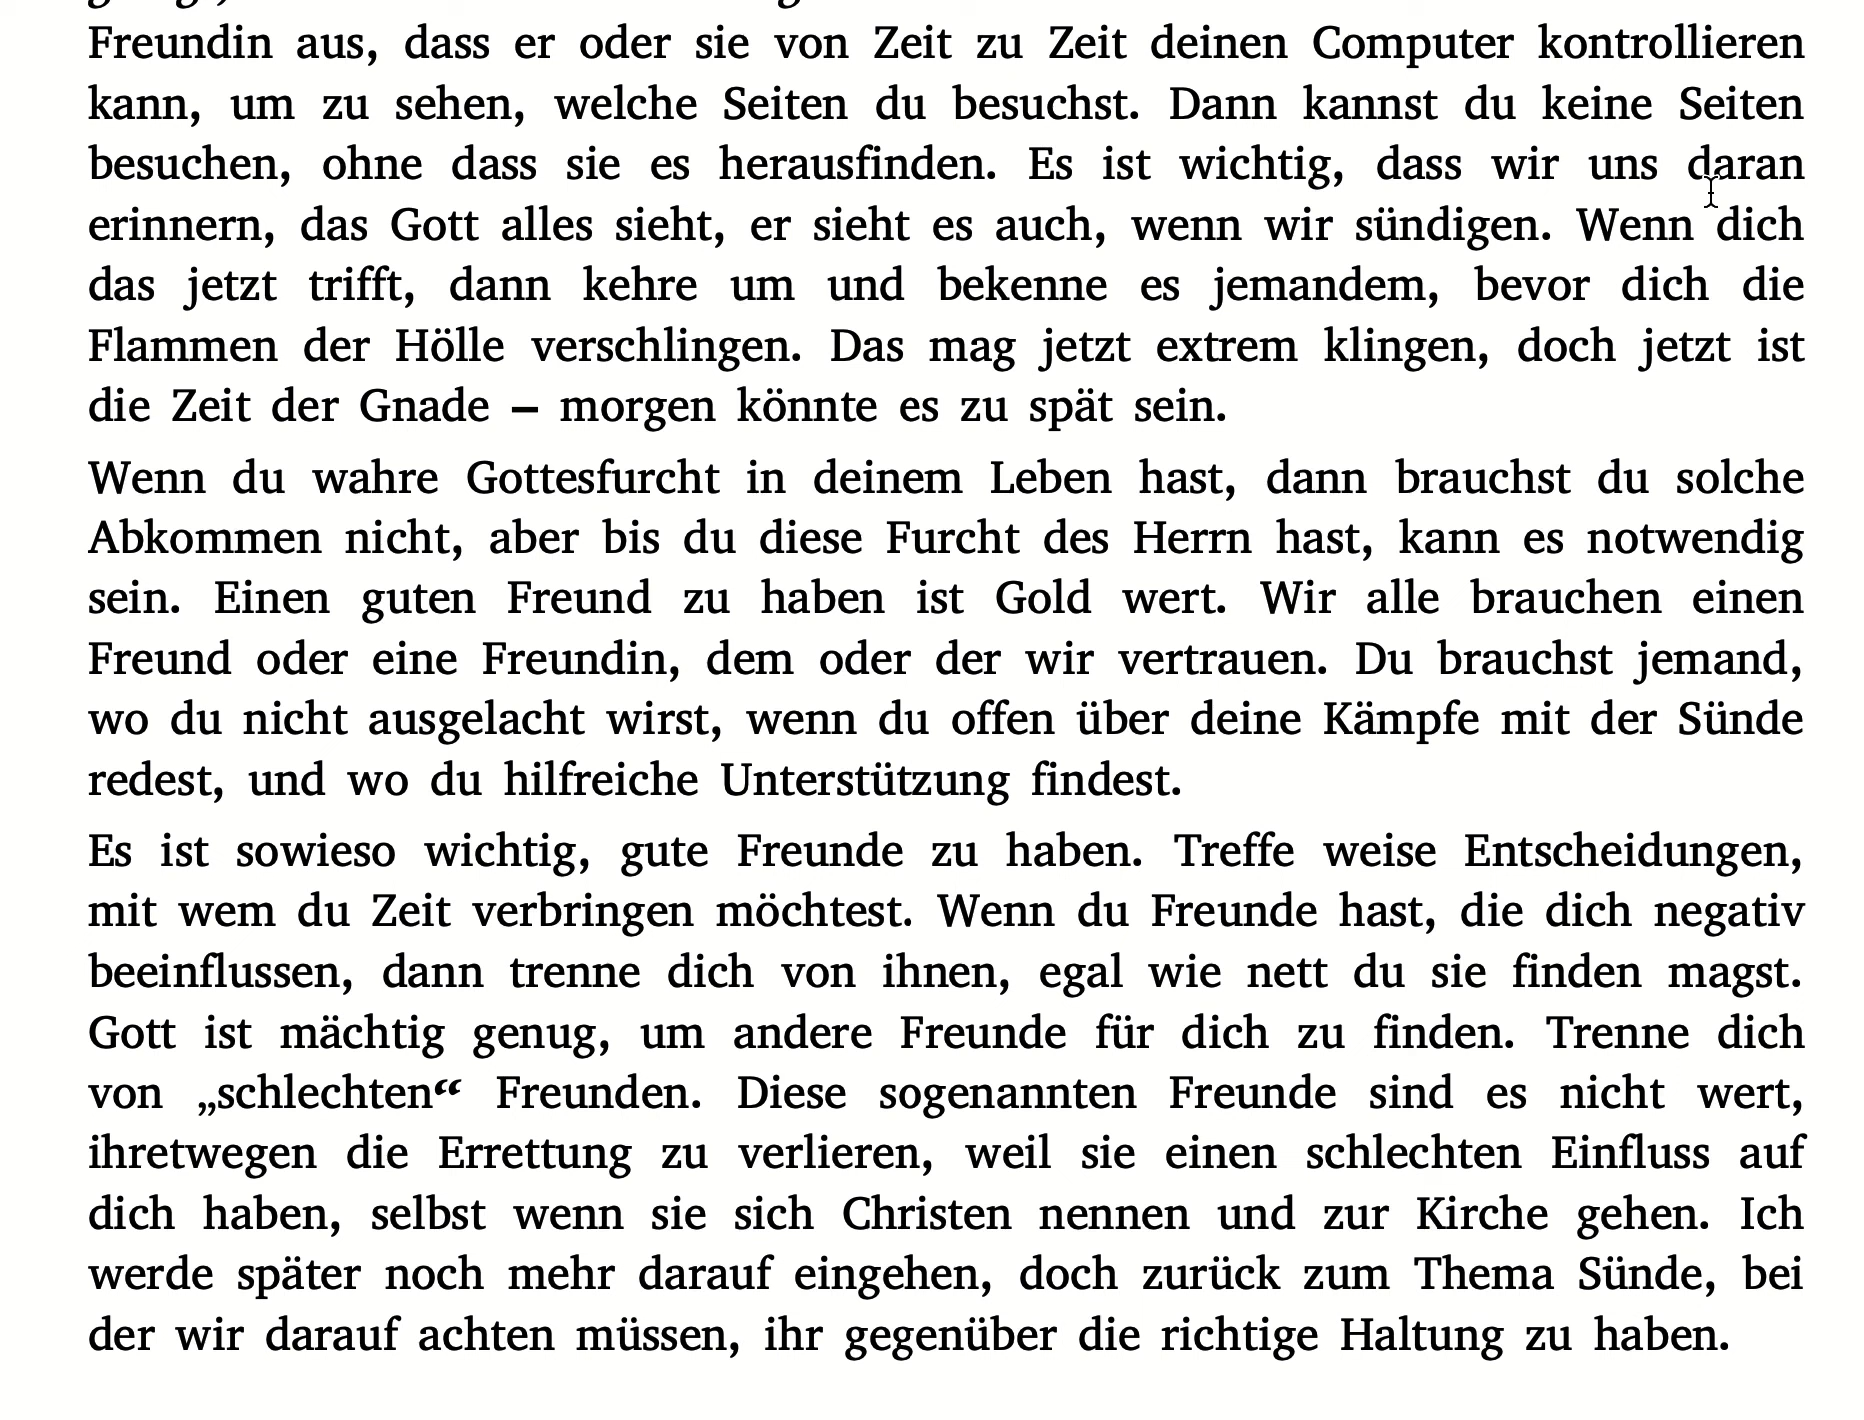 Freundin aus, dass er oder sie von Zeit zu Zeit deinen Computer kontrollieren
kann, um zu sehen, welche Seiten du besuchst. Dann kannst du keine Seiten
besuchen, ohne dass sie es herausfinden. Es ist wichtig, dass wir uns daran
erinnern, das Gott alles sieht, er sieht es auch, wenn wir sündigen. Wenn dich
das jetzt trifft, dann kehre um und bekenne es jemandem, bevor dich die
Flammen der Hölle verschlingen. Das mag jetzt extrem klingen, doch jetzt ist
die Zeit der Gnade – morgen könnte es zu spät sein.
Wenn du wahre Gottesfurcht in deinem Leben hast, dann brauchst du solche
Abkommen nicht, aber bis du diese Furcht des Herrn hast, kann es notwendig
sein. Einen guten Freund zu haben ist Gold wert. Wir alle brauchen einen
Freund oder eine Freundin, dem oder der wir vertrauen. Du brauchst jemand,
wo du nicht ausgelacht wirst, wenn du offen über deine Kämpfe mit der Sünde
redest, und wo du hilfreiche Unterstützung findest.
Es ist sowieso wichtig, gute Freunde zu haben. Treffe weise Entscheidungen,
mit wem du Zeit verbringen möchtest. Wenn du Freunde hast, die dich negativ
beeinflussen, dann trenne dich von ihnen, egal wie nett du sie finden magst.
Gott ist mächtig genug, um andere Freunde für dich zu finden. Trenne dich
von „schlechten“ Freunden. Diese sogenannten Freunde sind es nicht wert,
ihretwegen die Errettung zu verlieren, weil sie einen schlechten Einfluss auf
dich haben, selbst wenn sie sich Christen nennen und zur Kirche gehen. Ich
werde später noch mehr darauf eingehen, doch zurück zum Thema Sünde, bei
der wir darauf achten müssen, ihr gegenüber die richtige Haltung zu haben.